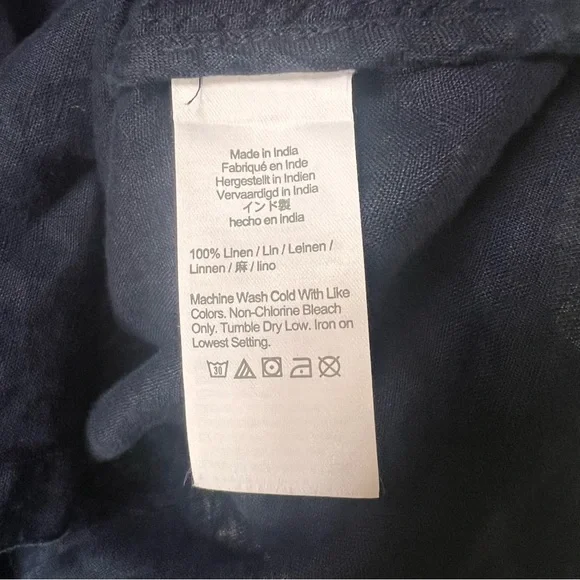 Made in India
Fabriqué en Inde
Hergestellt in Indien
Vervaardigd in India
インド製
hecho en India
100% Linen / Lin / Leinen /
Linnen / 麻 / lino
Machine Wash Cold With Like
Colors. Non-Chlorine Bleach
Only. Tumble Dry Low. Iron on
Lowest Setting.
30